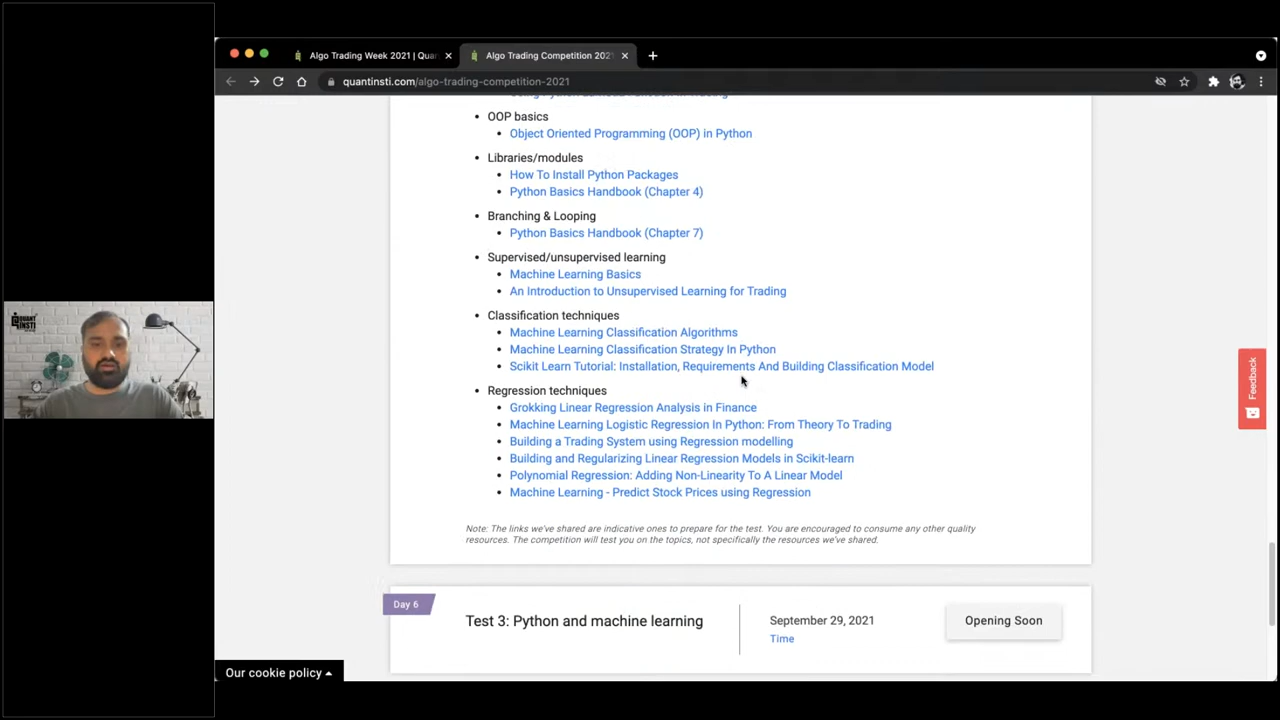 Algo Trading Week 2021 | Qua
Algo Trading Competition 202
quantinsti.com/algo-trading-competition-2021
OOP basics
Object Oriented Programming (OOP) in Python
Libraries/modules
How To Install Python Packages
Python Basics Handbook (Chapter 4)
Branching & Looping
Python Basics Handbook (Chapter 7)
Supervised/unsupervised learning
Machine Learning Basics
An Introduction to Unsupervised Learning for Trading
Classification techniques
Machine Learning Classification Algorithms
Machine Learning Classification Strategy In Python
Scikit Learn Tutorial: Installation, Requirements And Building Classification Model
Regression techniques
Grokking Linear Regression Analysis in Finance
Machine Learning Logistic Regression In Python: From Theory To Trading
Building a Trading System using Regression modelling
Building and Regularizing Linear Regression Models in Scikit-learn
Polynomial Regression: Adding Non-Linearity To A Linear Model
Machine Learning - Predict Stock Prices using Regression
Note: The links we've shared are indicative ones to prepare for the test. You are encouraged to consume any other quality
resources. The competition will test you on the topics, not specifically the resources we've shared.
Day 6
Test 3: Python and machine learning
September 29, 2021
Time
Opening Soon
Our cookie policy
Feedback
QUANT
INSTI